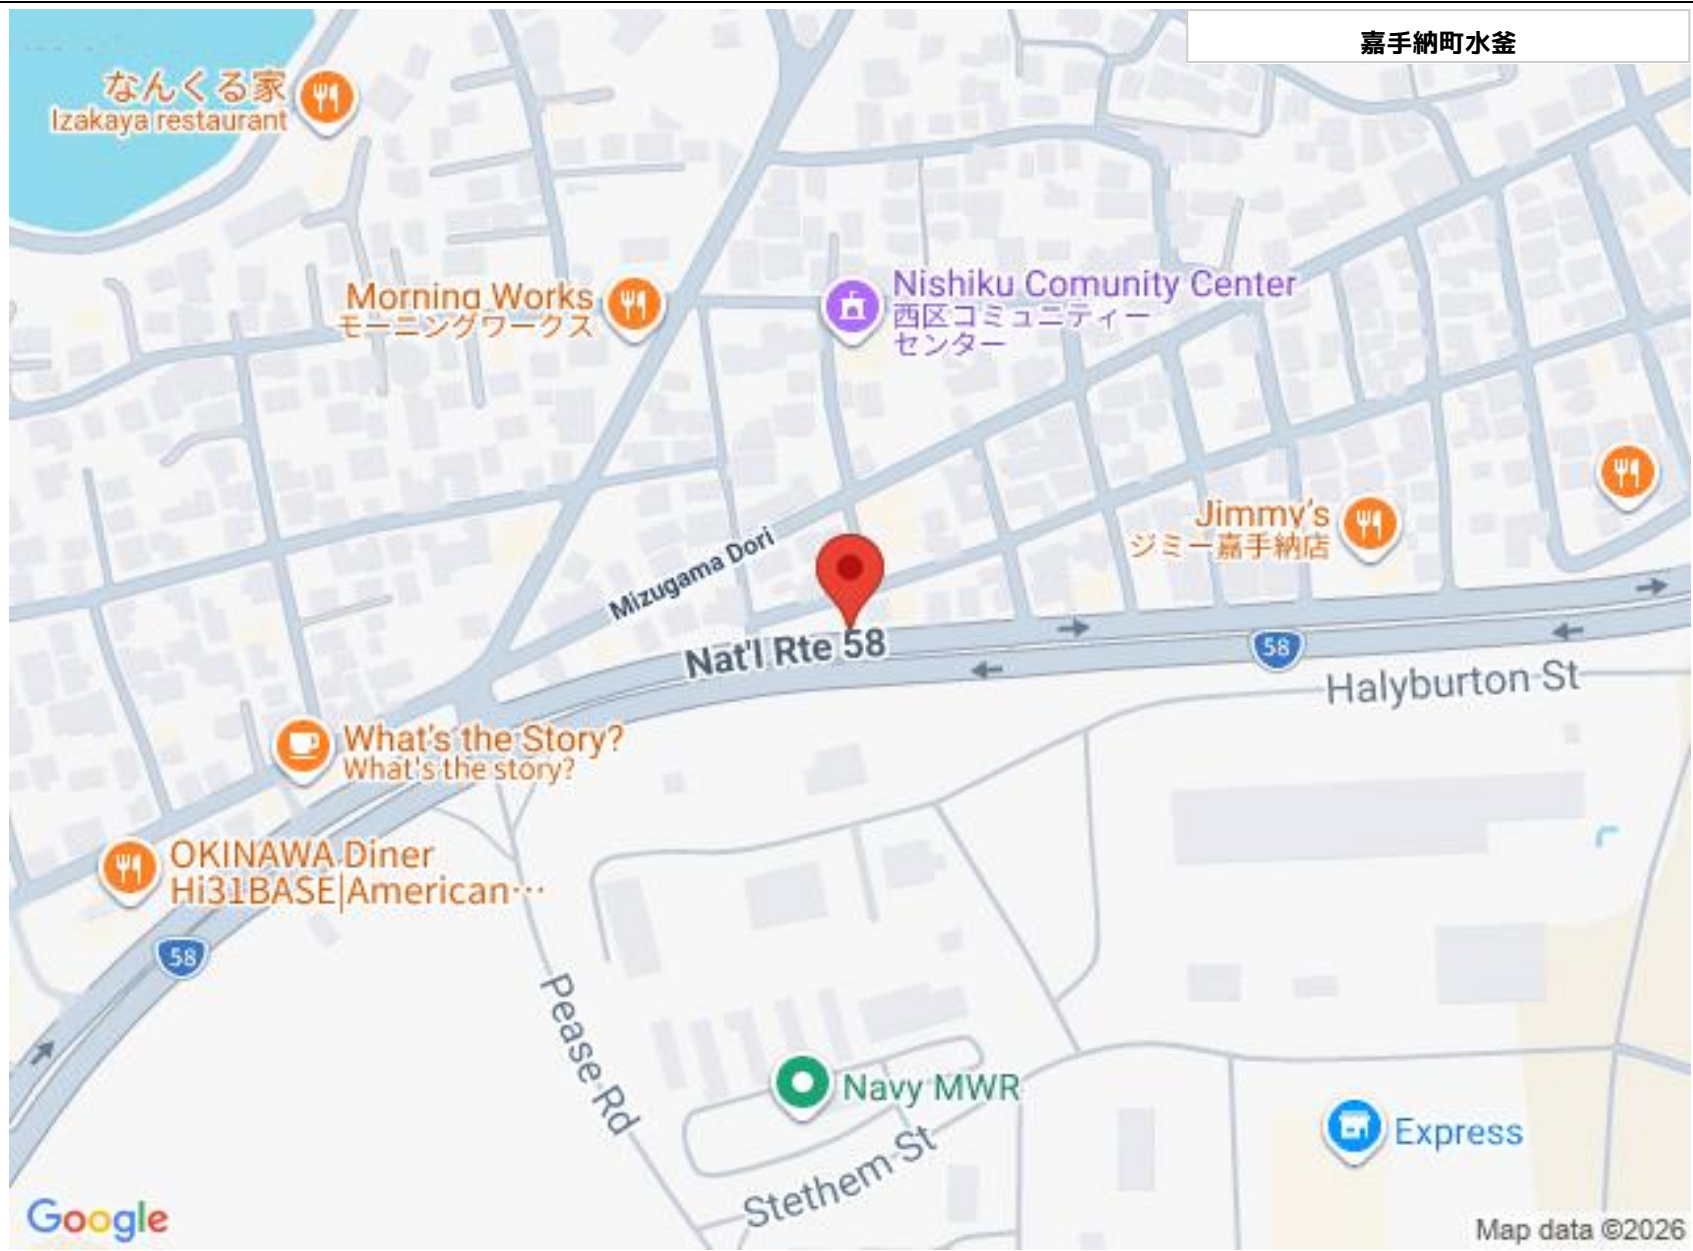 嘉手納町水釜
なんくる家
Izakaya restaurant
Morning Works
モーニングワークス
Nishiku Comunity Center
西区コミュニティー
センター
Jimmy's
ジミー嘉手納店
Mizugama Dori
Nat'l Rte 58
58
Halyburton St
What's the Story?
What's the story?
OKINAWA Diner
Hi31BASE|American…
58
Pease Rd
Navy MWR
Stethem St
Express
Google
Map data ©2026